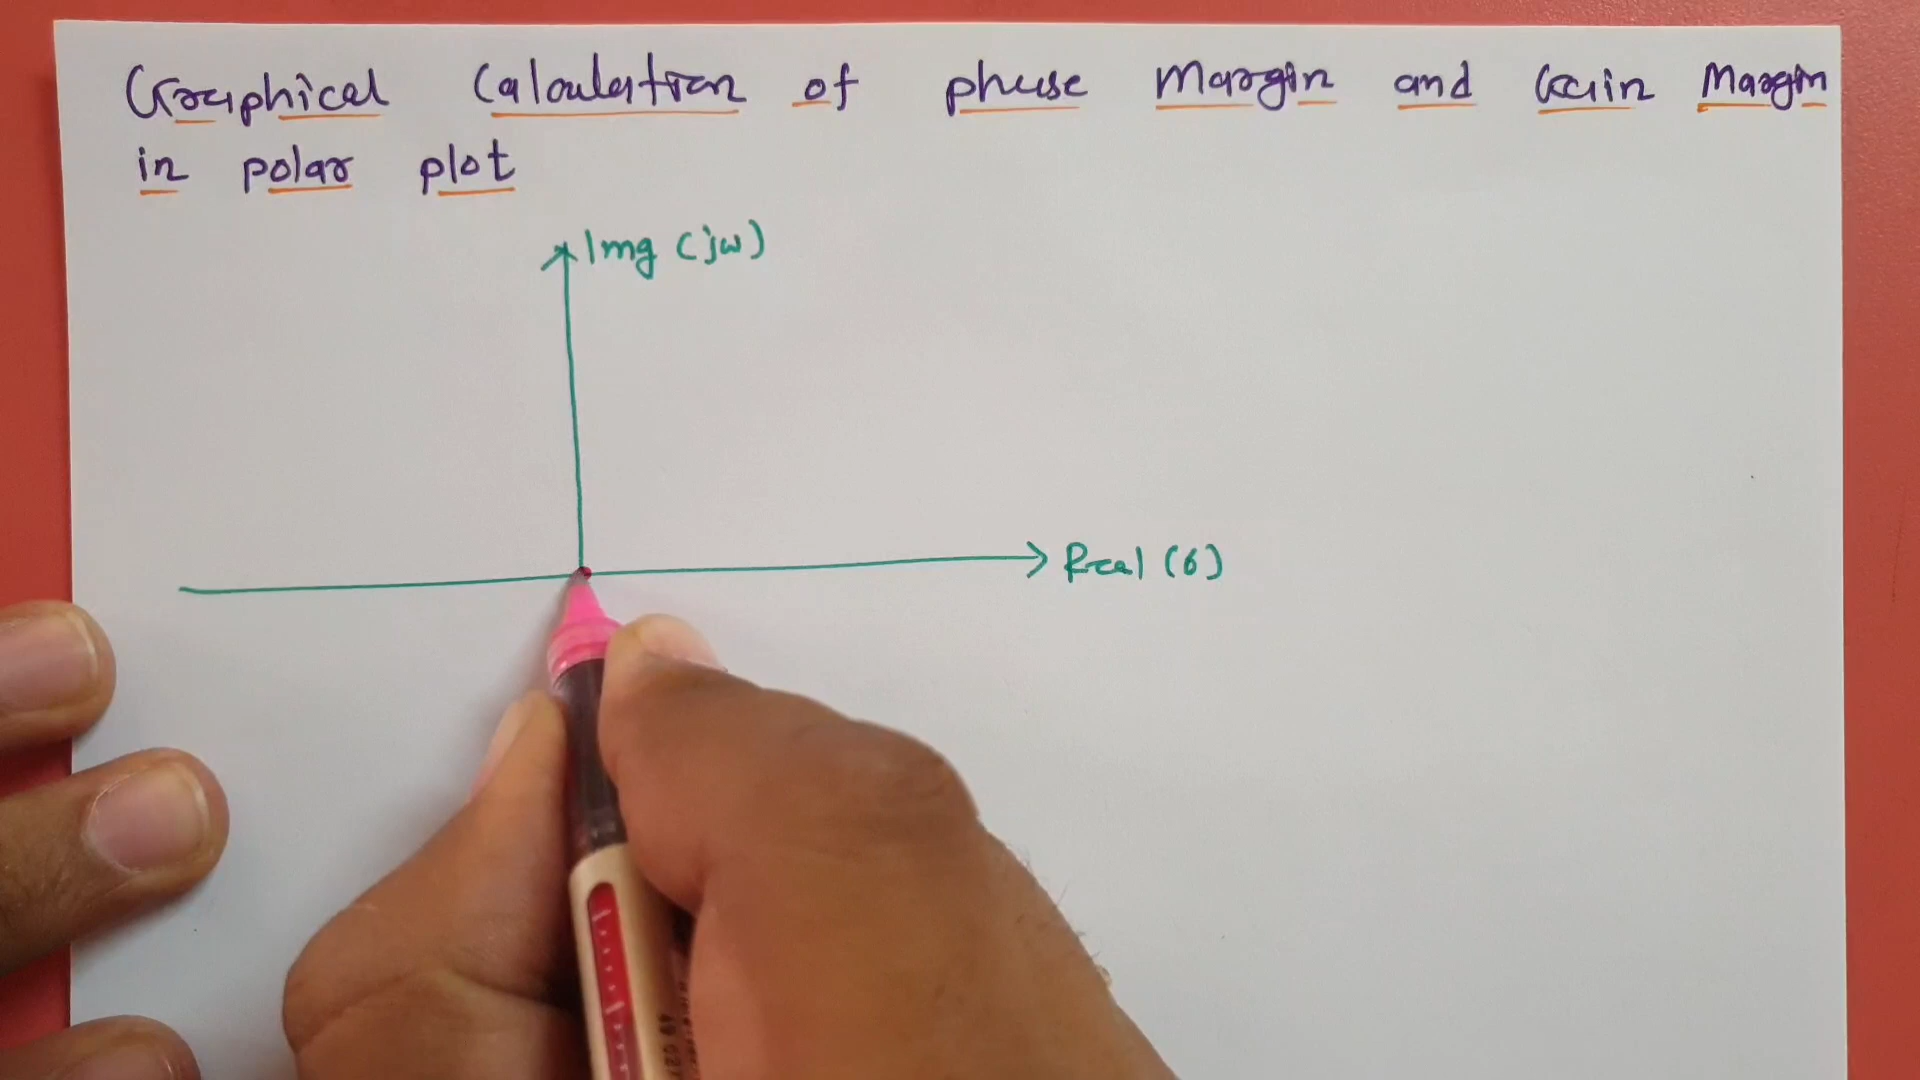 Graphical Calculation of phase Margin and Gain Margin
in polar plot
Img (jω)
Real (σ)